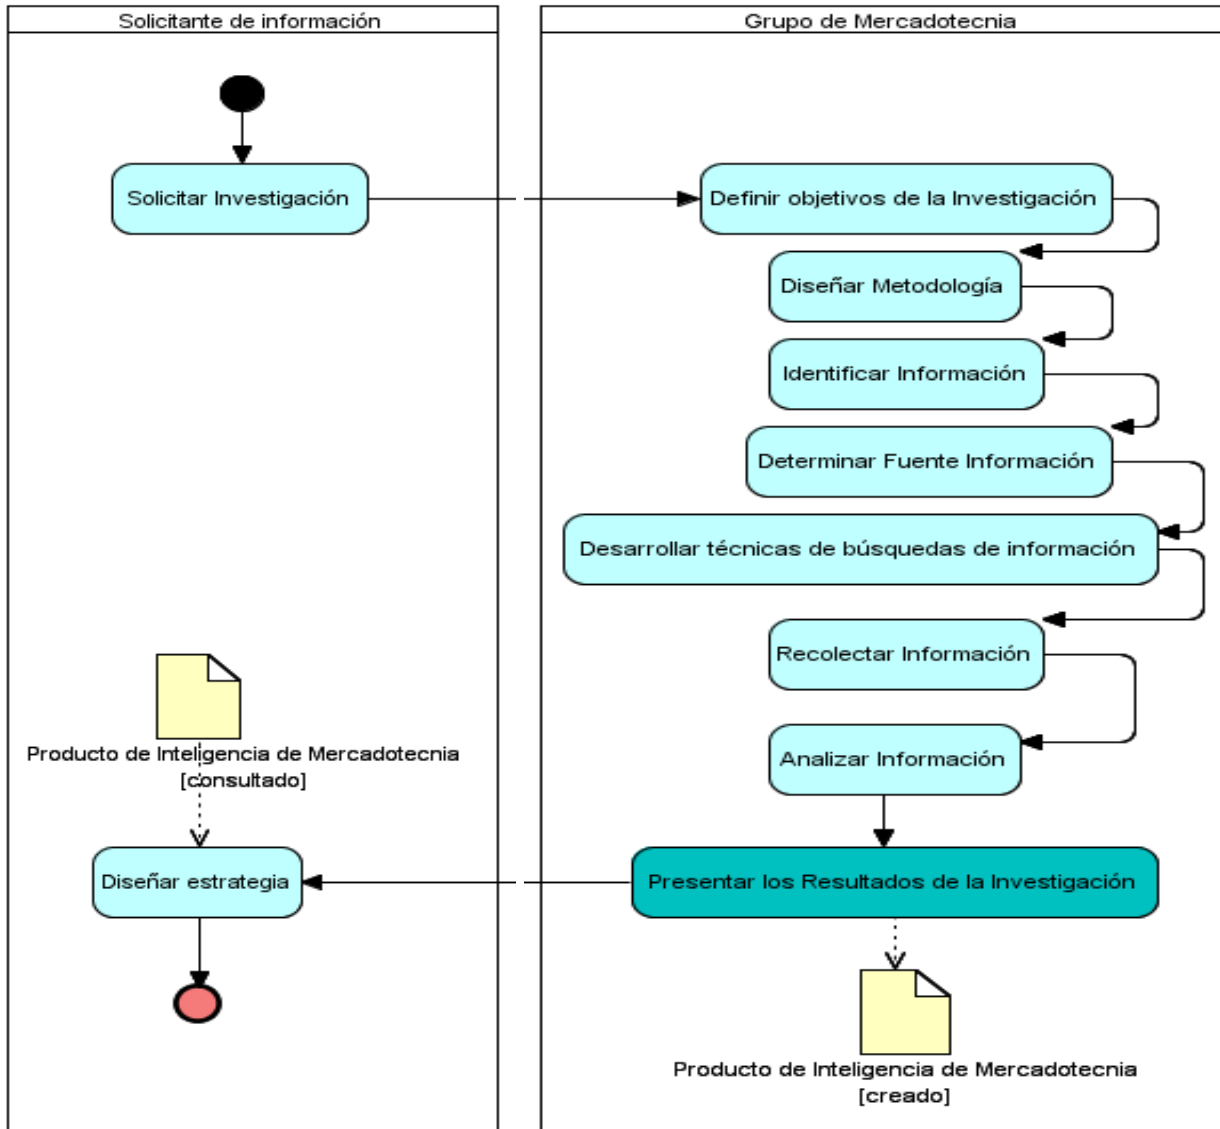 Solicitante de información
Grupo de Mercadotecnia
Solicitar Investigación
Definir objetivos de la Investigación
Diseñar Metodología
Identificar Información
Determinar Fuente Información
Desarrollar técnicas de búsquedas de información
Recolectar Información
Producto de Inteligencia de Mercadotecnia
[consultado]
Analizar Información
Diseñar estrategia
Presentar los Resultados de la Investigación
Producto de Inteligencia de Mercadotecnia
[creado]